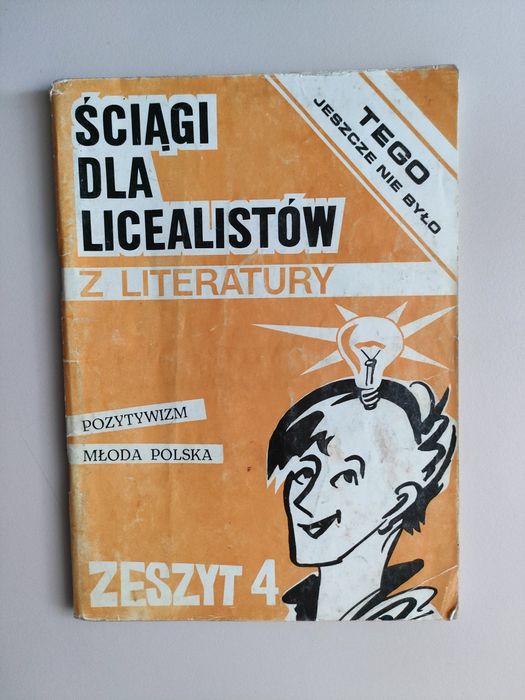 ŚCIĄGI
DLA
LICEALISTÓW
Z LITERATURY
TEGO
JESZCZE NIE BYŁO
POZYTYWIZM
MŁODA POLSKA
ZESZYT 4